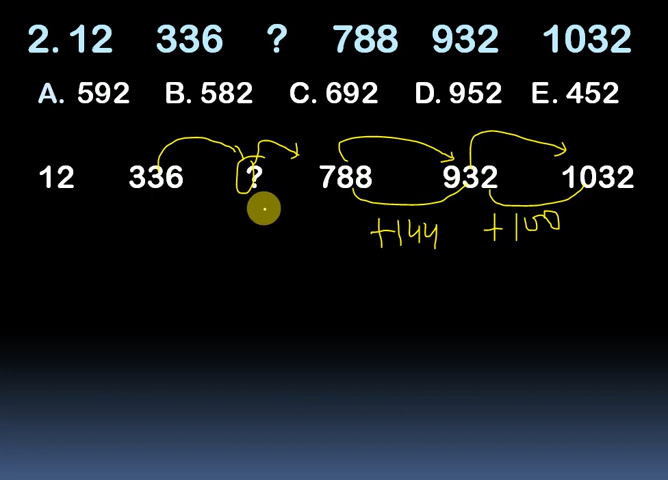 2. 12 336 ? 788 932 1032
A. 592 B. 582 C. 692 D. 952 E. 452
12 336 ? 788 932 1032
+144 +100